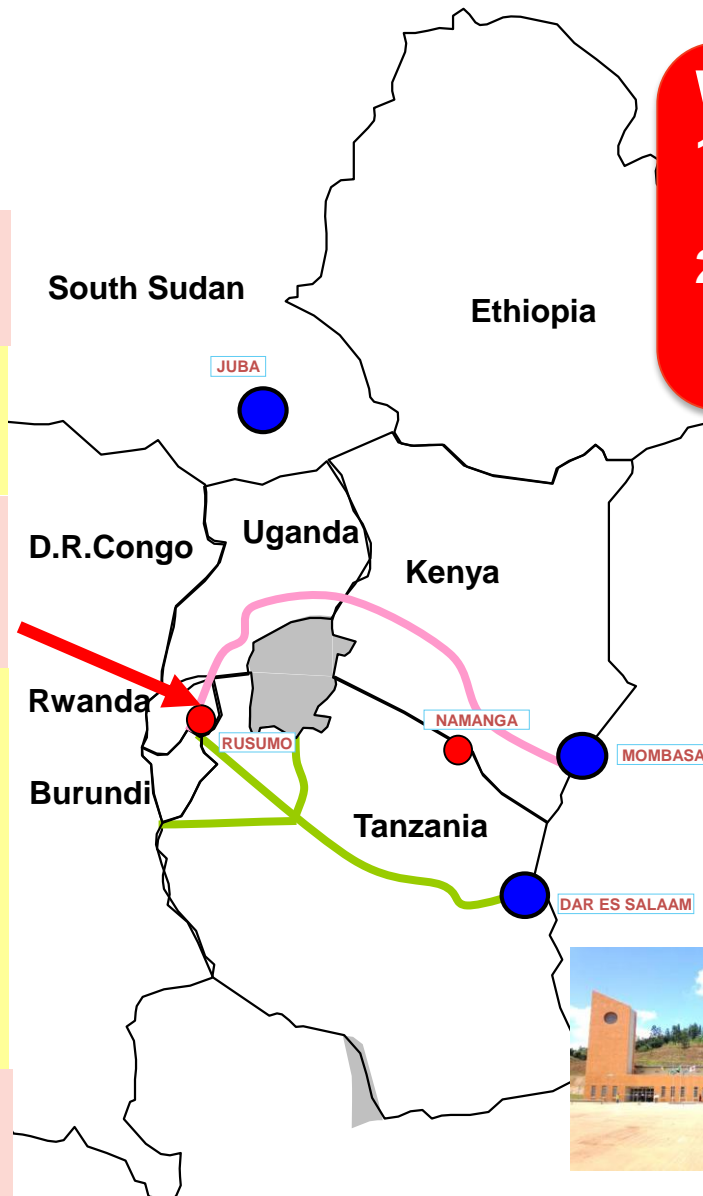 South Sudan
Ethiopia
JUBA
Uganda
D.R.Congo
Kenya
Rwanda
NAMANGA
RUSUMO
MOMBASA
Burundi
Tanzania
DAR ES SALAAM